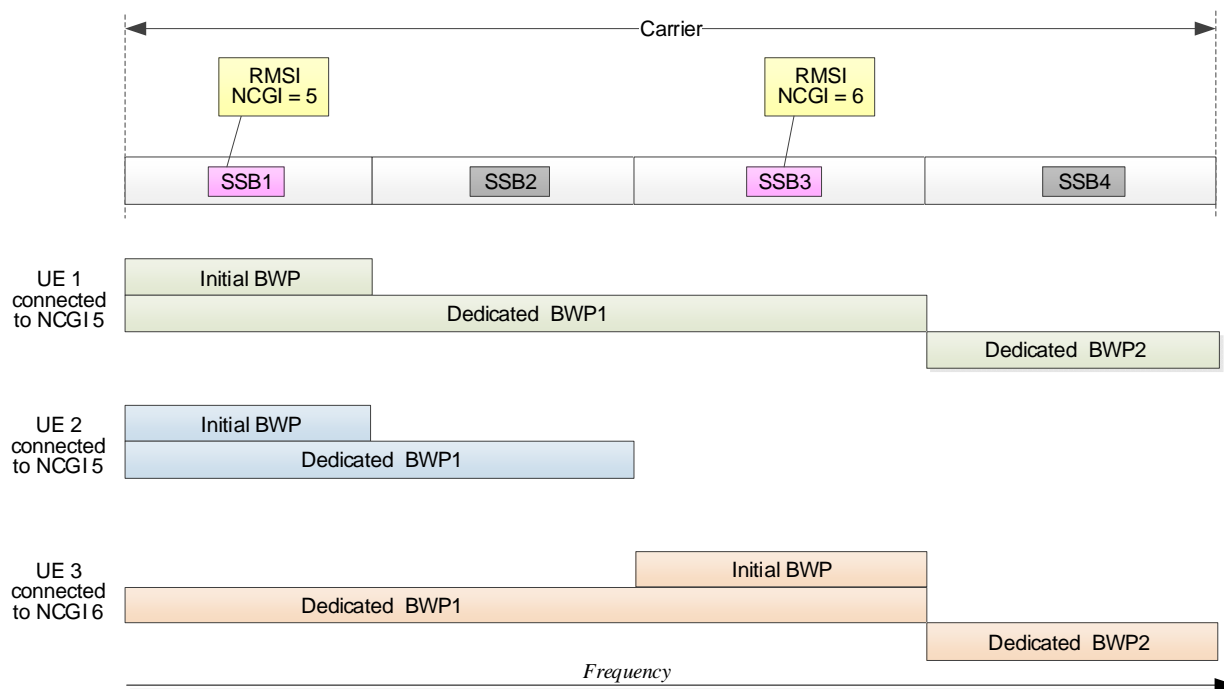 Carrier
RMSI
NCGI = 5
RMSI
NCGI = 6
SSB1
SSB2
SSB3
SSB4
UE 1
connected
to NCGI 5
Initial BWP
Dedicated BWP1
Dedicated BWP2
UE 2
connected
to NCGI 5
Initial BWP
Dedicated BWP1
UE 3
connected
to NCGI 6
Initial BWP
Dedicated BWP1
Dedicated BWP2
Frequency